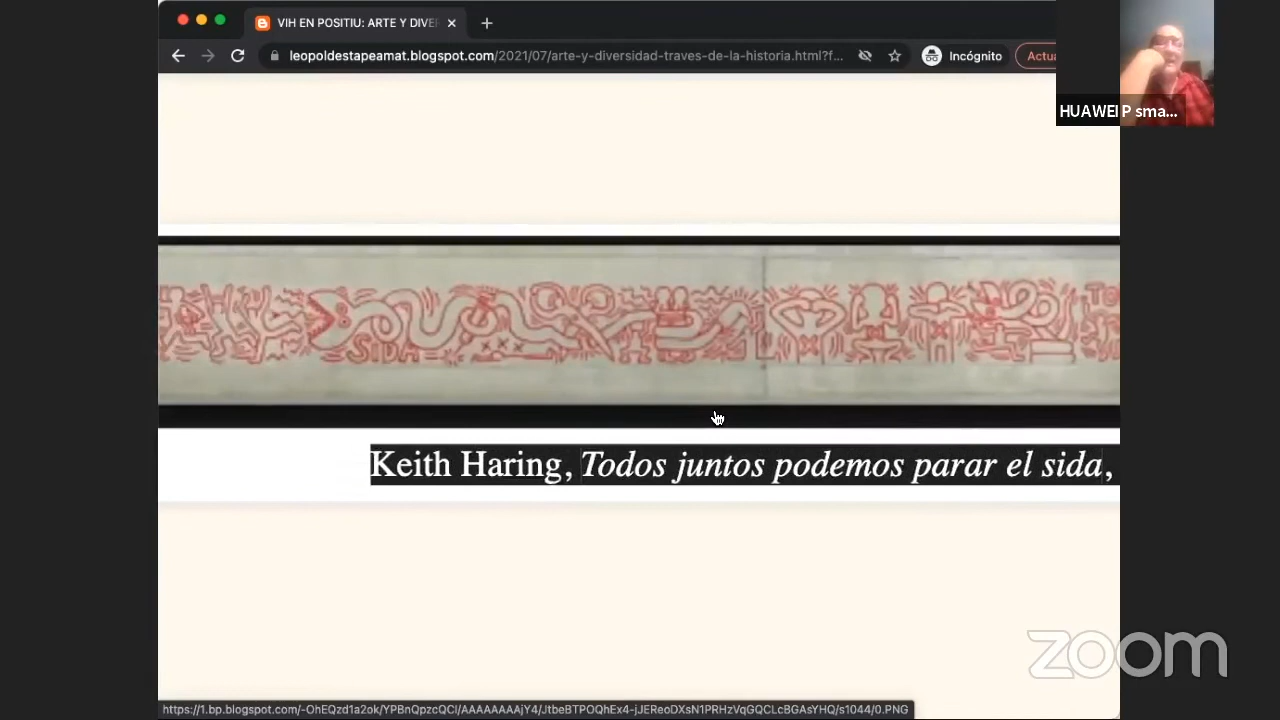 VIH EN POSITIU: ARTE Y DIVE
leopoldestapeamat.blogspot.com/2021/07/arte-y-diversidad-traves-de-la-historia.html?f...
Incógnito
Actua
HUAWEI P sma...
SIDA
TO
Keith Haring, Todos juntos podemos parar el sida,
zoom
https://1.bp.blogspot.com/-OhEQzd1a2ok/YPBnQpzcQCI/AAAAAAAAjY4/JtbeBTPOQhEx4-jJEReoDXsN1PRHzVqGQCLcBGAsYHQ/s1044/0.PNG